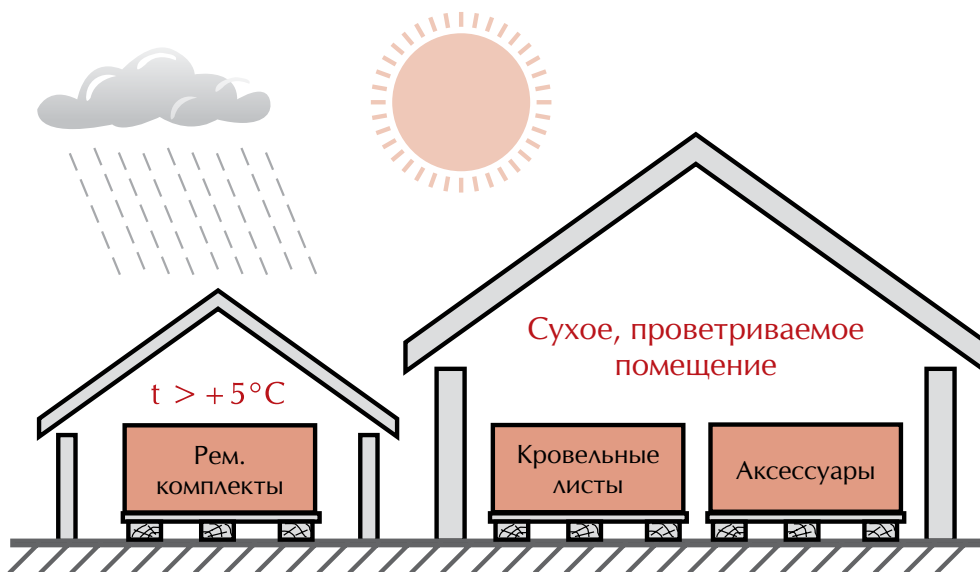 Сухое, проветриваемое
помещение
t > +5°C
Рем.
комплекты
Кровельные
листы
Аксессуары